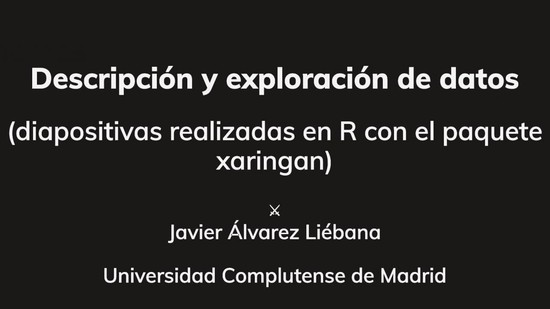 Descripción y exploración de datos
(diapositivas realizadas en R con el paquete
xaringan)
⚔
Javier Álvarez Liébana
Universidad Complutense de Madrid